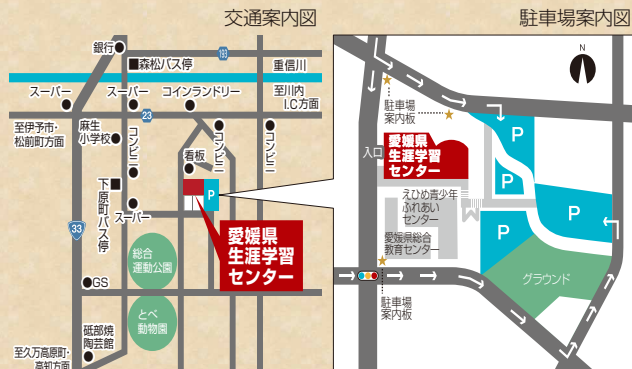 交通案内図
銀行
193
森松バス停
重信川
スーパー
スーパー
コインランドリー
至川内
I.C方面
23
至伊予市・
松前町方面
麻生
小学校
コンビニ
コンビニ
コンビニ
看板
P
下原町バス停
スーパー
33
愛媛県
生涯学習
センター
総合
運動公園
GS
とべ
動物園
砥部焼
陶芸館
至久万高原町・
高知方面
駐車場案内図
N
駐車場
案内板
入口
愛媛県
生涯学習
センター
P
P
P
P
えひめ青少年
ふれあい
センター
愛媛県総合
教育センター
グラウンド
駐車場
案内板